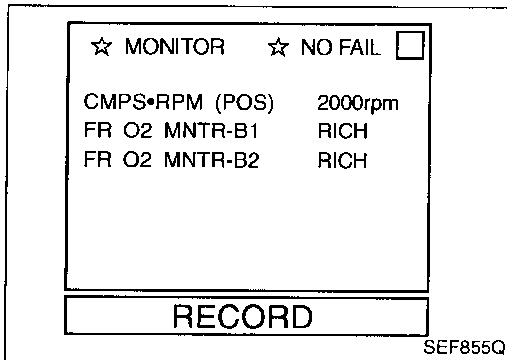 ☆ MONITOR ☆ NO FAIL
CMPS•RPM (POS) 2000rpm
FR O2 MNTR-B1 RICH
FR O2 MNTR-B2 RICH
RECORD
SEF855Q